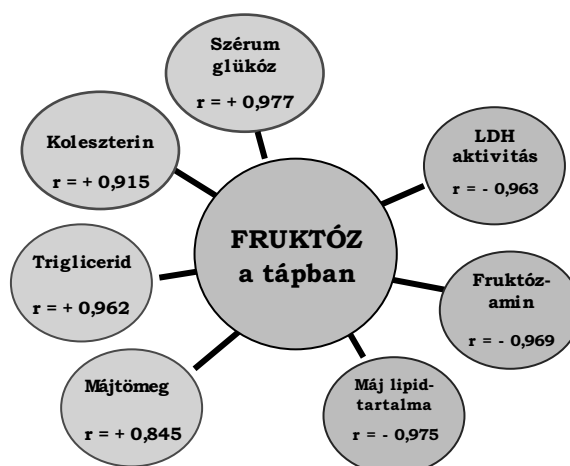 Szérum
glükóz
r = + 0,977
Koleszterin
r = + 0,915
LDH
aktivitás
r = - 0,963
FRUKTÓZ
a tápban
Triglicerid
r = + 0,962
Fruktóz-
amin
r = - 0,969
Májtömeg
r = + 0,845
Máj lipid-
tartalma
r = - 0,975